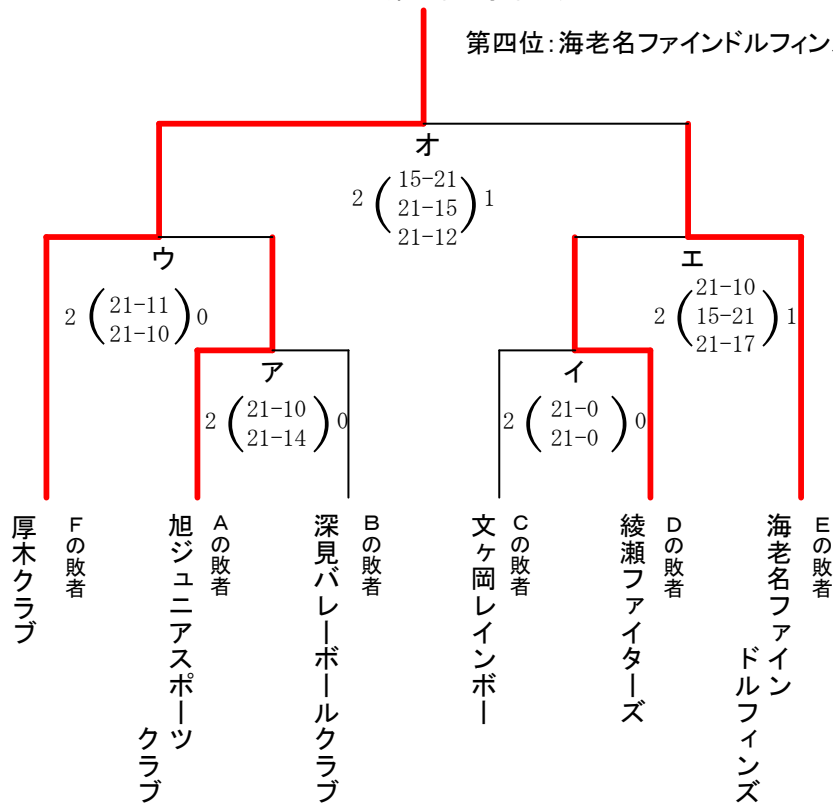 第四位:海老名ファインドルフィン
オ
2 (15-21 21-15 21-12) 1
ウ
2 (21-11 21-10) 0
エ
2 (21-10 15-21 21-17) 1
ア
2 (21-10 21-14) 0
イ
2 (21-0 21-0) 0
Fの敗者
厚木クラブ
Aの敗者
旭ジュニアスポーツ
クラブ
Bの敗者
深見バレーボールクラブ
Cの敗者
文ヶ岡レインボー
Dの敗者
綾瀬ファイターズ
Eの敗者
海老名ファイン
ドルフィンズ